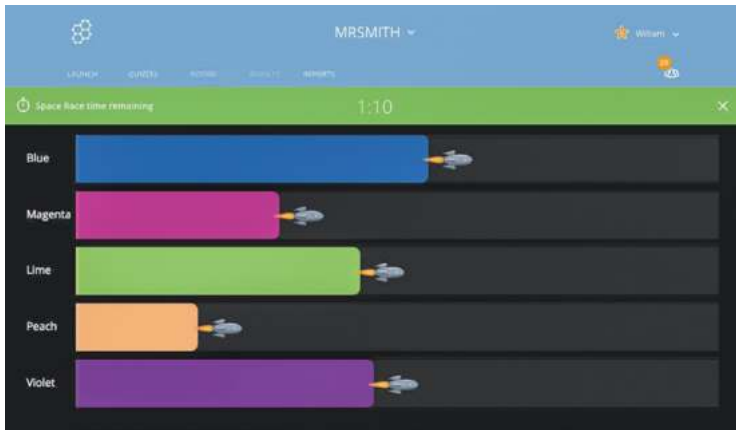 MRSMITH
William
LAUNCH QUIZZES ROOMS RESULTS REPORTS
Space Race time remaining 1:10
Blue
Magenta
Lime
Peach
Violet